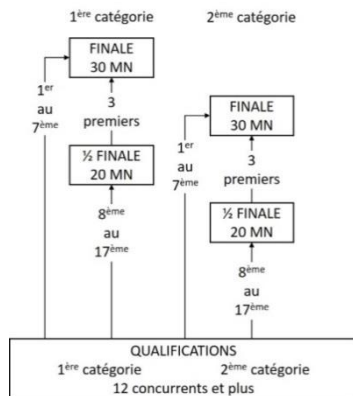 1ère catégorie
2ème catégorie
FINALE
30 MN
1er
au
7ème
3
premiers
½ FINALE
20 MN
8ème
au
17ème
FINALE
30 MN
1er
au
7ème
3
premiers
½ FINALE
20 MN
8ème
au
17ème
QUALIFICATIONS
1ère catégorie
2ème catégorie
12 concurrents et plus